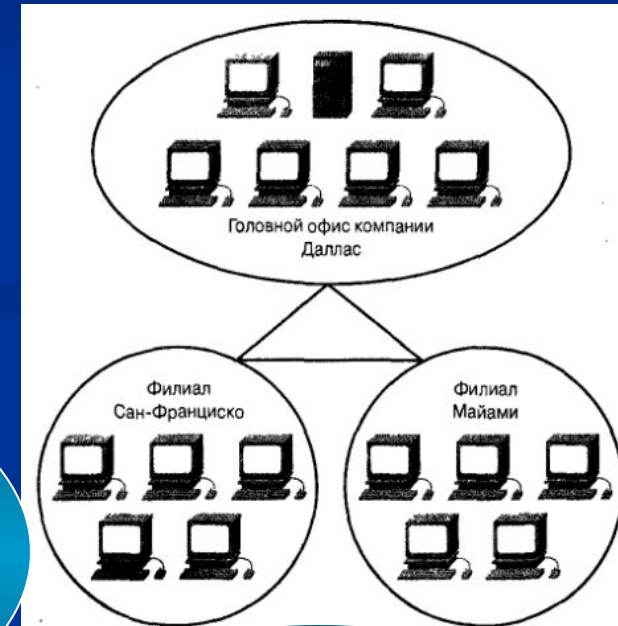 Головной офис компании
Даллас
Филиал
Сан-Франциско
Филиал
Майами